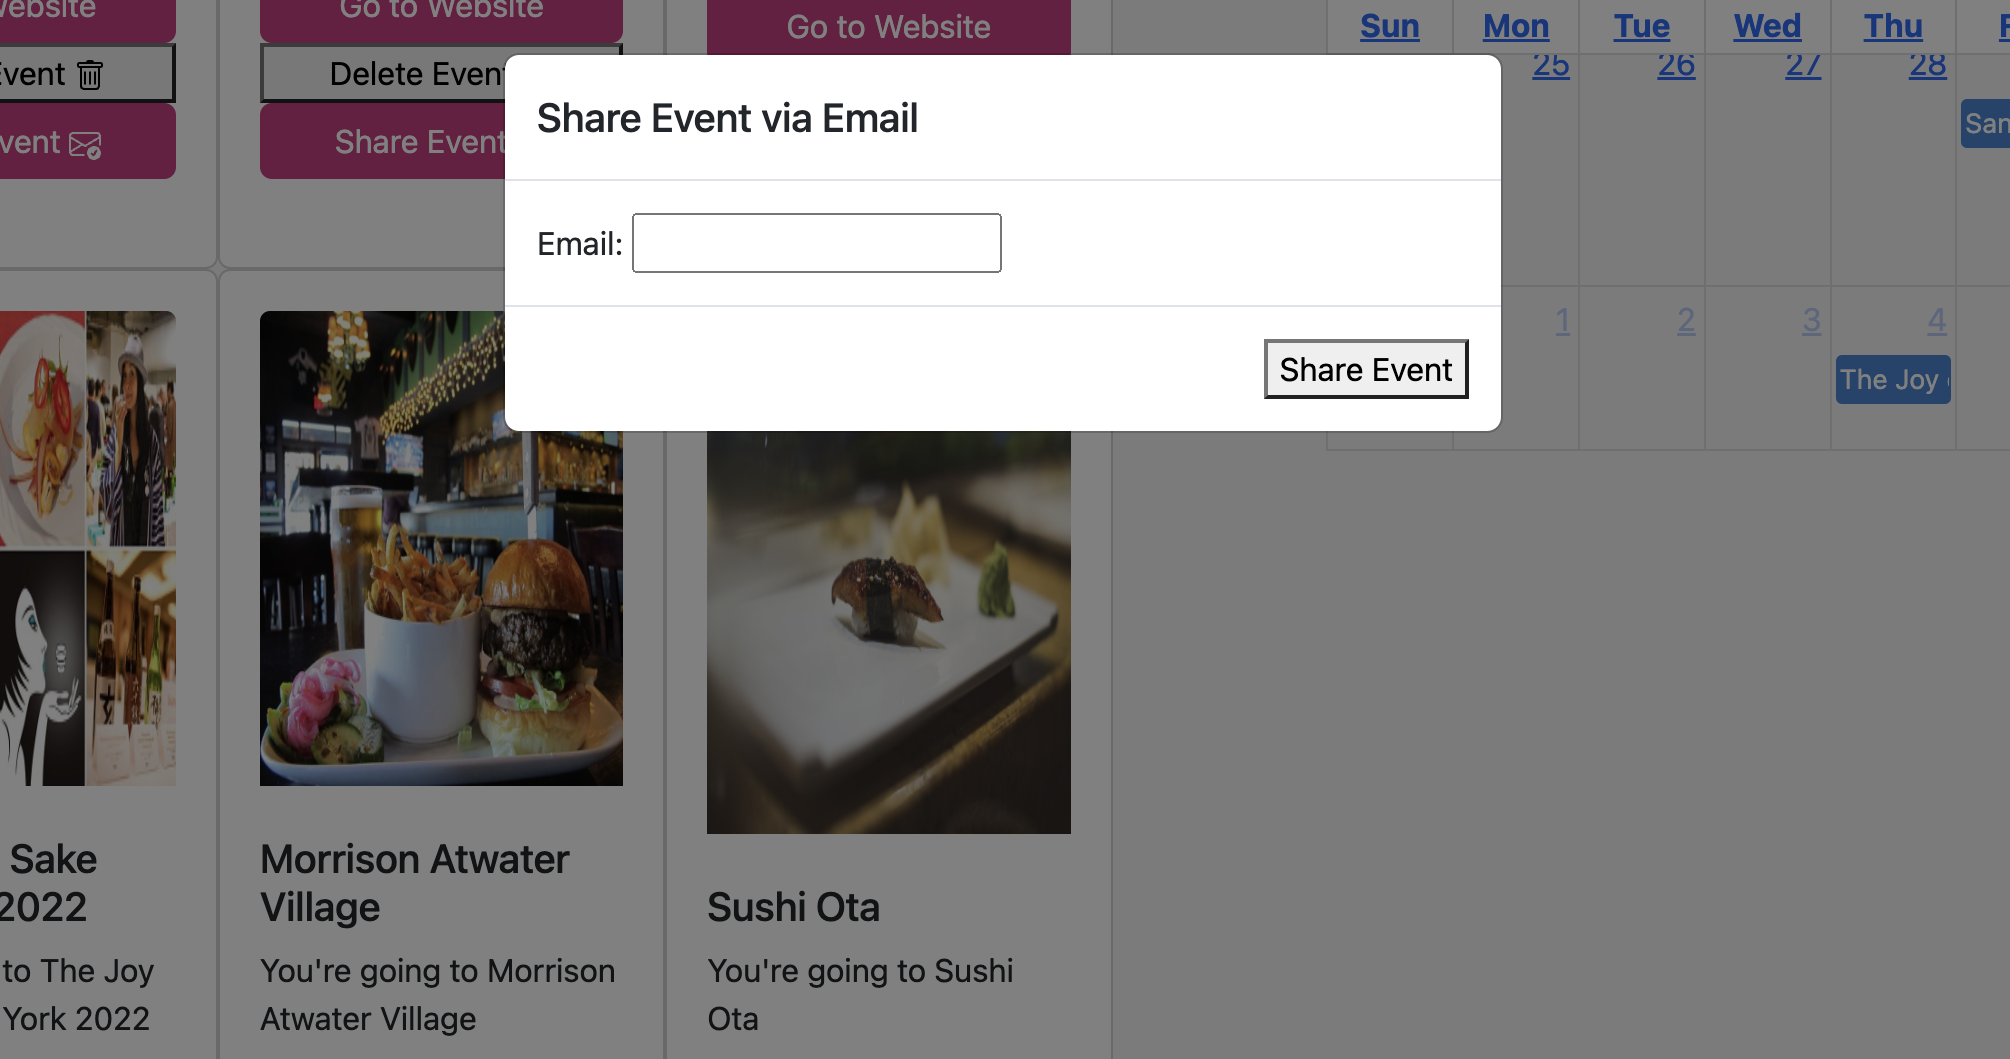 Website
Go to Website
Go to Website
Event
Delete Event
Share Event
Share Event via Email
Email:
Share Event
Sun
Mon
Tue
Wed
Thu
25
26
27
28
San
1
2
3
4
The Joy
Sake
2022
to The Joy
York 2022
Morrison Atwater
Village
You're going to Morrison
Atwater Village
Sushi Ota
You're going to Sushi
Ota